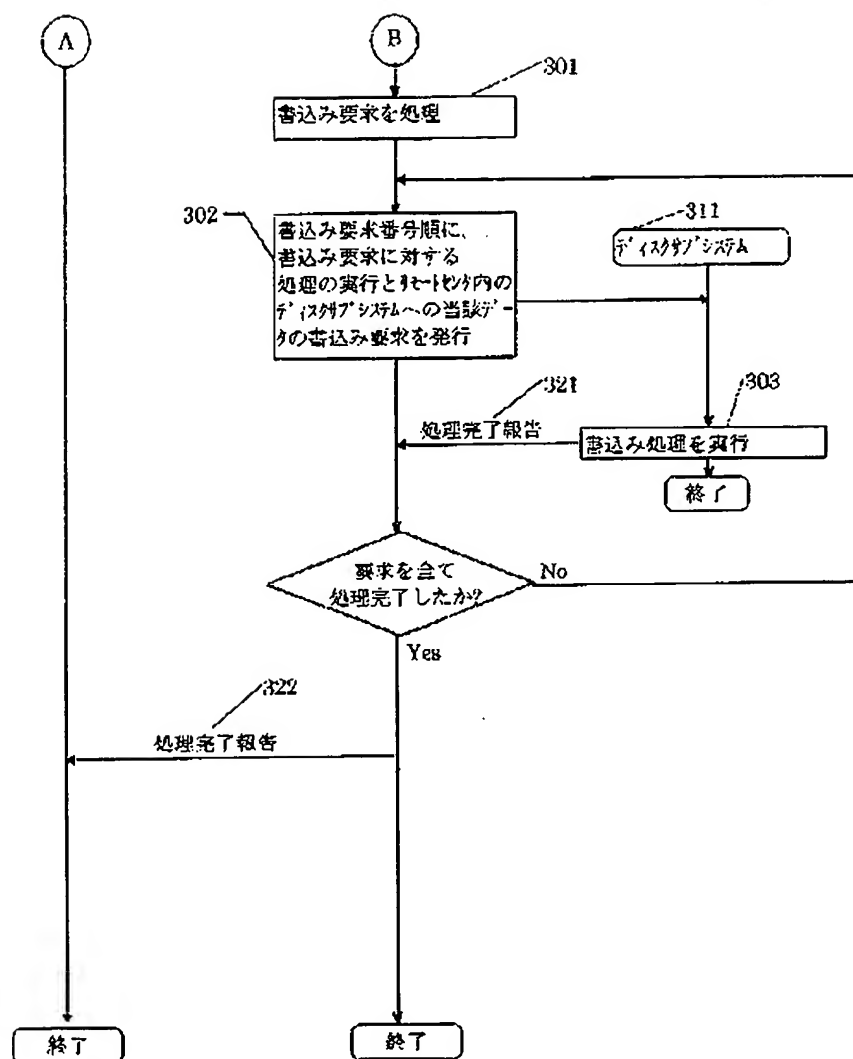 A
B
301
書込み要求を処理
302
書込み要求番号順に、
書込み要求に対する
処理の実行とリモートセンタ内の
ディスクサブシステムへの当該デー
タの書込み要求を発行
311
ディスクサブシステム
321
処理完了報告
303
書込み処理を実行
終了
要求を全て
処理完了したか?
No
Yes
322
処理完了報告
終了
終了